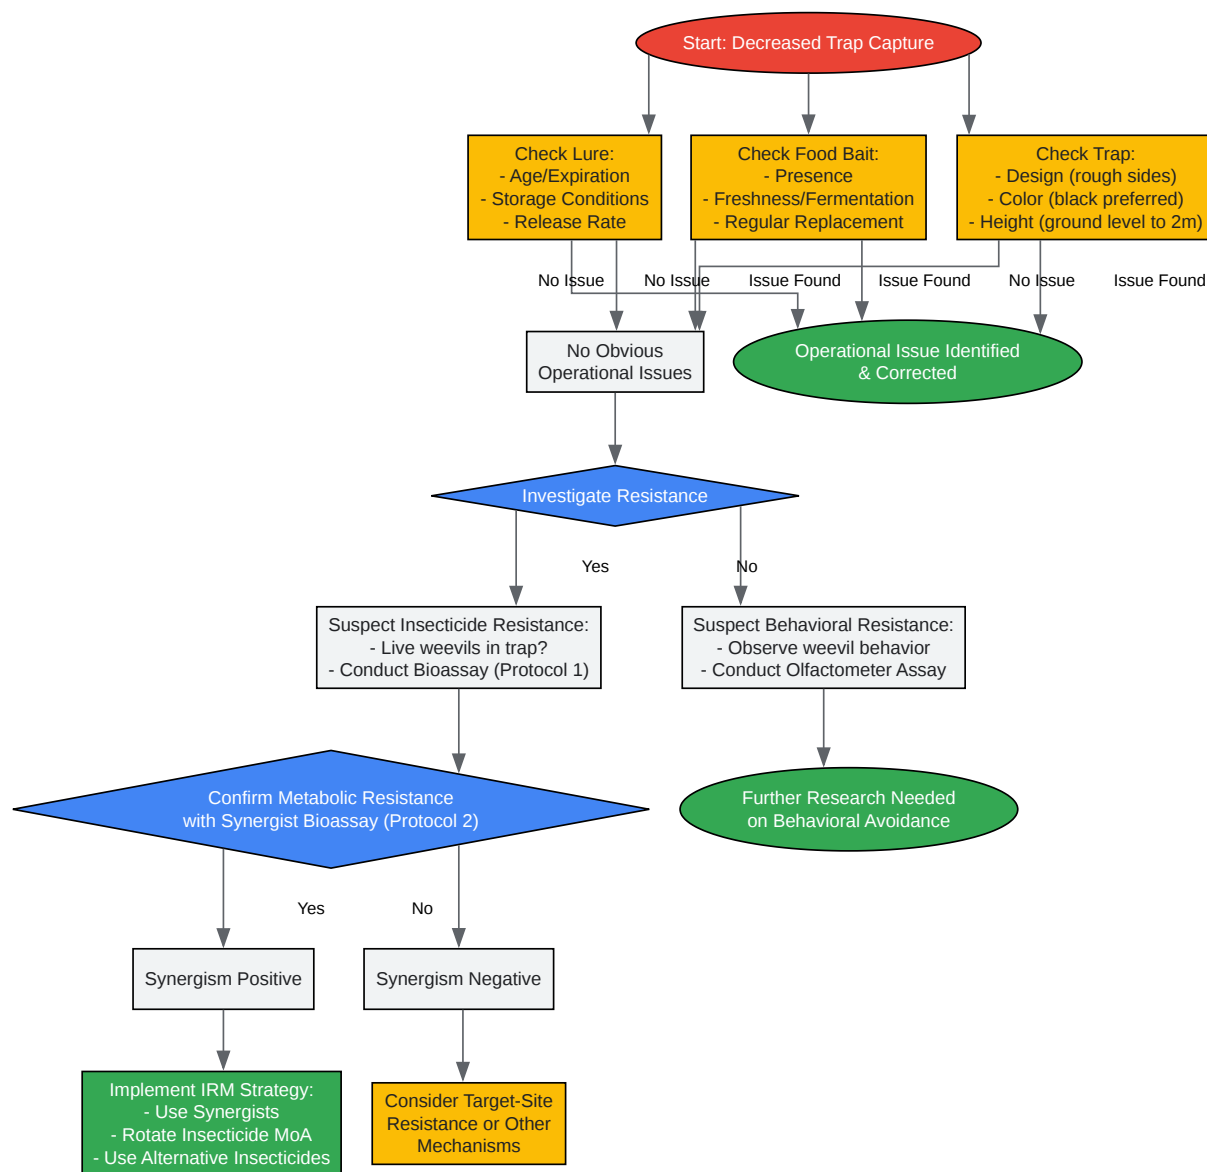 Start: Decreased Trap Capture
Check Lure:
- Age/Expiration
- Storage Conditions
- Release Rate
Check Food Bait:
- Presence
- Freshness/Fermentation
- Regular Replacement
Check Trap:
- Design (rough sides)
- Color (black preferred)
- Height (ground level to 2m)
No Issue
No Issue
Issue Found
Issue Found
No Issue
Issue Found
No Obvious
Operational Issues
Operational Issue Identified
& Corrected
Investigate Resistance
Yes
No
Suspect Insecticide Resistance:
- Live weevils in trap?
- Conduct Bioassay (Protocol 1)
Suspect Behavioral Resistance:
- Observe weevil behavior
- Conduct Olfactometer Assay
Confirm Metabolic Resistance
with Synergist Bioassay (Protocol 2)
Further Research Needed
on Behavioral Avoidance
Yes
No
Synergism Positive
Synergism Negative
Implement IRM Strategy:
- Use Synergists
- Rotate Insecticide MoA
- Use Alternative Insecticides
Consider Target-Site
Resistance or Other
Mechanisms